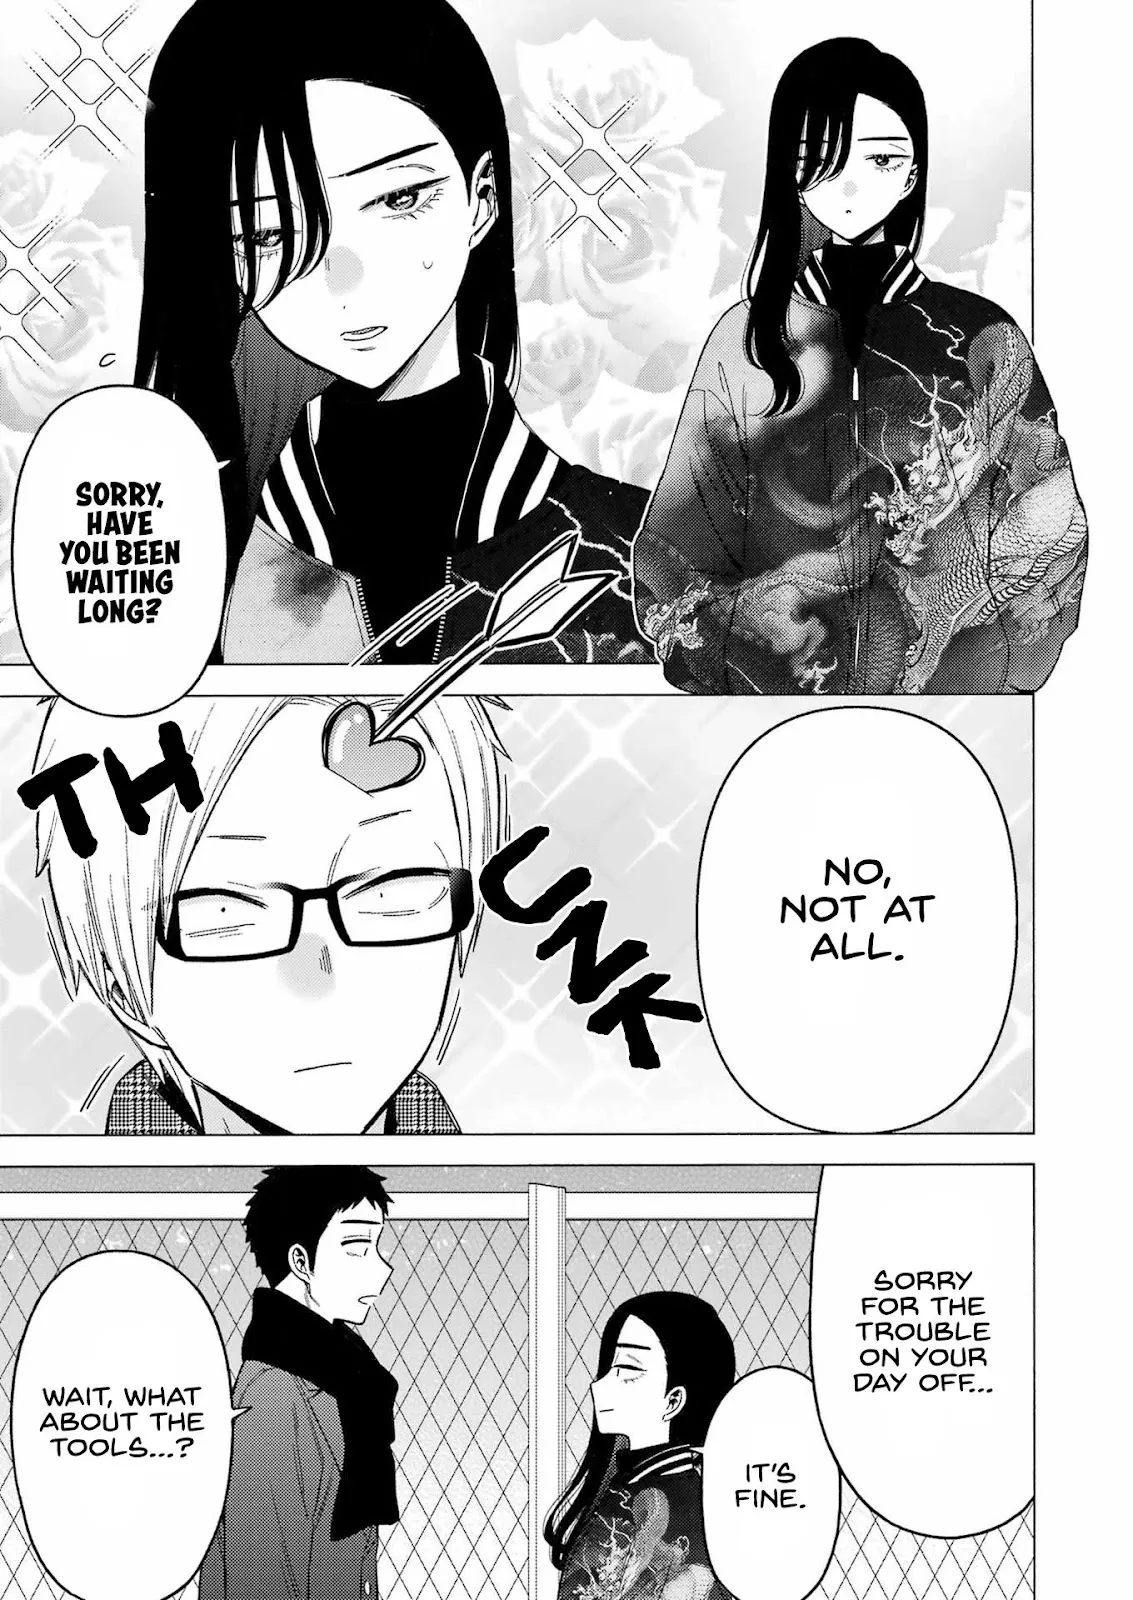 SORRY,
HAVE
YOU BEEN
WAITING
LONG?
NO,
NOT AT
ALL.
TH
UNK
SORRY
FOR THE
TROUBLE
ON YOUR
DAY OFF...
IT'S
FINE.
WAIT, WHAT
ABOUT THE
TOOLS...?